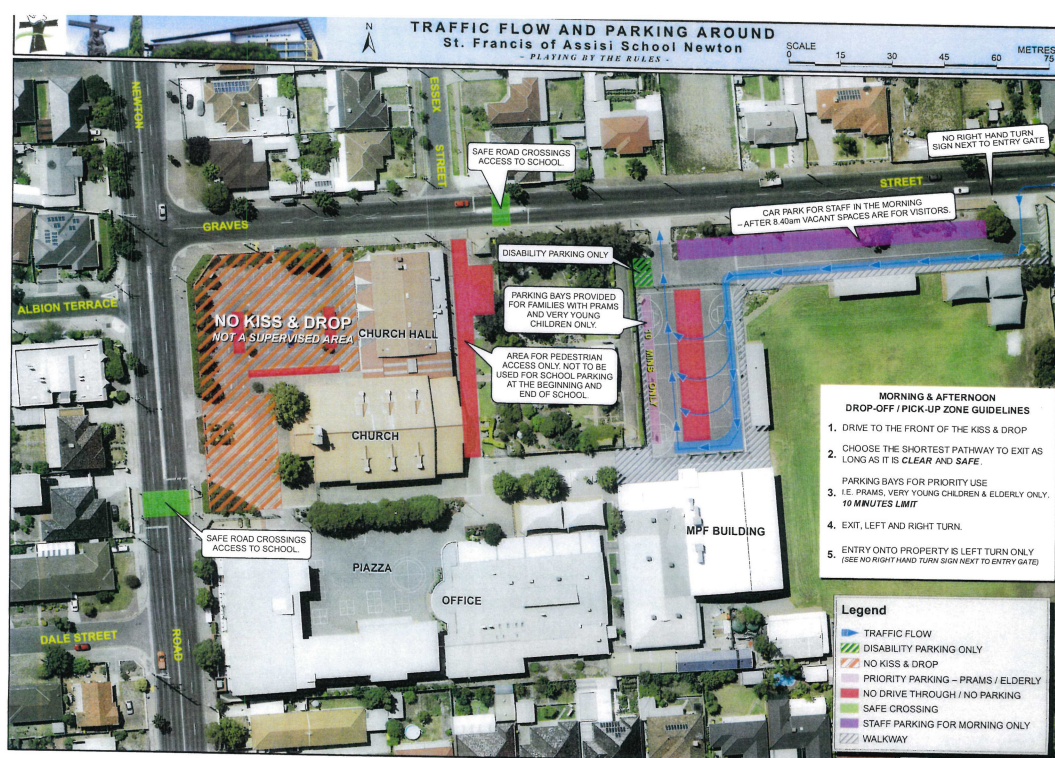 TRAFFIC FLOW AND PARKING AROUND
St. Francis of Assisi School Newton
- PLAYING BY THE RULES -
N
SCALE
METRES
0 15 30 45 60 75
NEWTON
ESSEX
STREET
SAFE ROAD CROSSINGS
ACCESS TO SCHOOL.
NO RIGHT HAND TURN
SIGN NEXT TO ENTRY GATE
STREET
GRAVES
CAR PARK FOR STAFF IN THE MORNING
– AFTER 8.40am VACANT SPACES ARE FOR VISITORS.
DISABILITY PARKING ONLY
ALBION TERRACE
PARKING BAYS PROVIDED
FOR FAMILIES WITH PRAMS
AND VERY YOUNG
CHILDREN ONLY.
NO KISS & DROP
NOT A SUPERVISED AREA
CHURCH HALL
AREA FOR PEDESTRIAN
ACCESS ONLY. NOT TO BE
USED FOR SCHOOL PARKING
AT THE BEGINNING AND
END OF SCHOOL.
MINS ONLY
CHURCH
MORNING & AFTERNOON
DROP-OFF / PICK-UP ZONE GUIDELINES
1. DRIVE TO THE FRONT OF THE KISS & DROP
2. CHOOSE THE SHORTEST PATHWAY TO EXIT AS
LONG AS IT IS CLEAR AND SAFE.
PARKING BAYS FOR PRIORITY USE
3. I.E. PRAMS, VERY YOUNG CHILDREN & ELDERLY ONLY.
10 MINUTES LIMIT
4. EXIT, LEFT AND RIGHT TURN.
5. ENTRY ONTO PROPERTY IS LEFT TURN ONLY
(SEE NO RIGHT HAND TURN SIGN NEXT TO ENTRY GATE)
SAFE ROAD CROSSINGS
ACCESS TO SCHOOL.
MPF BUILDING
PIAZZA
OFFICE
DALE STREET
ROAD
Legend
TRAFFIC FLOW
DISABILITY PARKING ONLY
NO KISS & DROP
PRIORITY PARKING – PRAMS / ELDERLY
NO DRIVE THROUGH / NO PARKING
SAFE CROSSING
STAFF PARKING FOR MORNING ONLY
WALKWAY